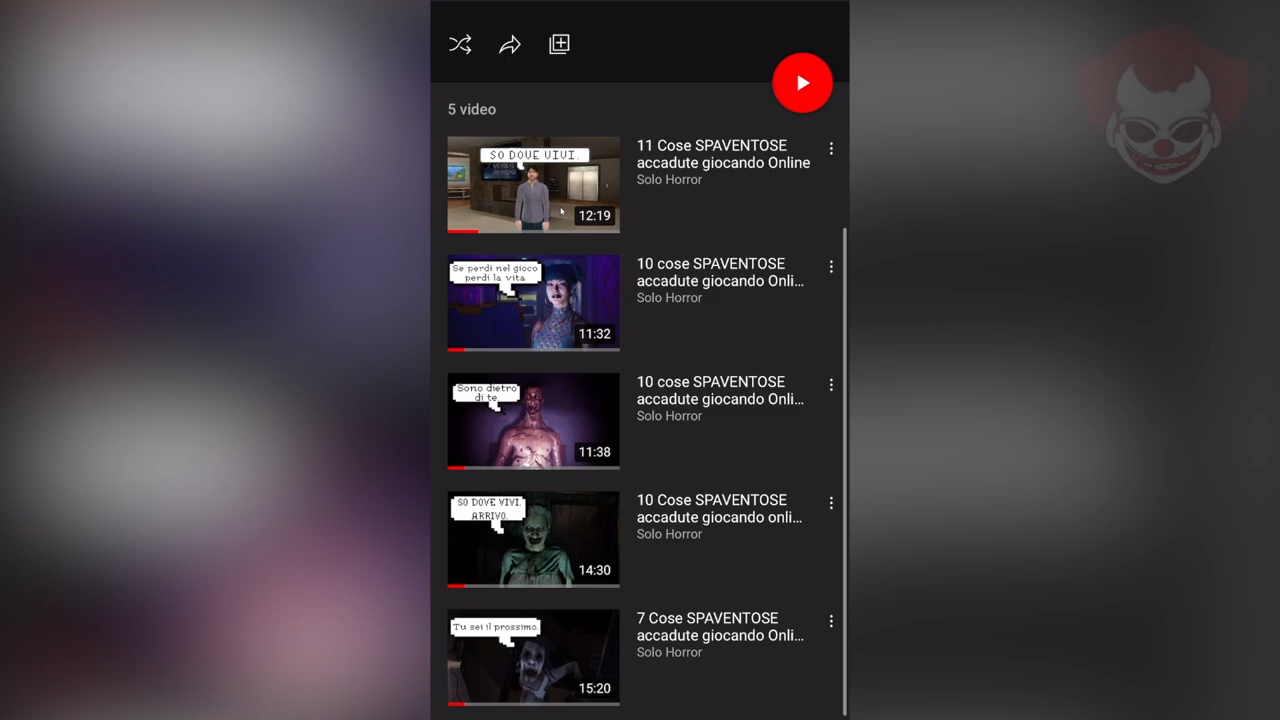 5 video
SO DOVE VIVI.
12:19
11 Cose SPAVENTOSE
accadute giocando Online
Solo Horror
Se perdi nel gioco
perdi la vita
11:32
10 cose SPAVENTOSE
accadute giocando Onli...
Solo Horror
Sono dietro
di te.
11:38
10 cose SPAVENTOSE
accadute giocando Onli...
Solo Horror
SO DOVE VIVI.
ARRIVO.
14:30
10 Cose SPAVENTOSE
accadute giocando onli...
Solo Horror
Tu sei il prossimo.
15:20
7 Cose SPAVENTOSE
accadute giocando Onli...
Solo Horror